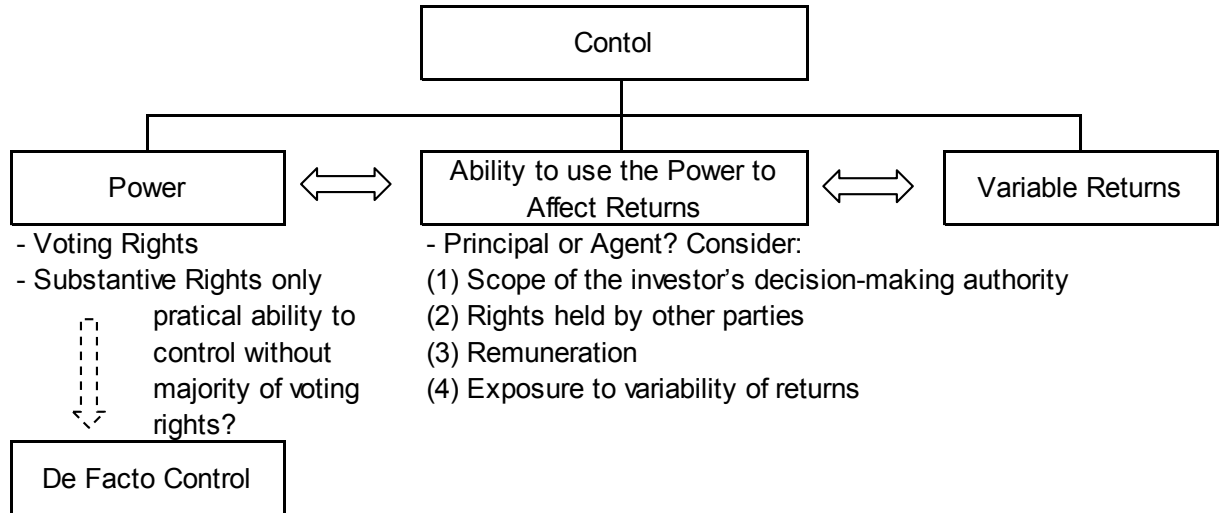 Contol
Power
Ability to use the Power to
Affect Returns
Variable Returns
- Voting Rights
- Substantive Rights only
pratical ability to
control without
majority of voting
rights?
De Facto Control
- Principal or Agent? Consider:
(1) Scope of the investor’s decision-making authority
(2) Rights held by other parties
(3) Remuneration
(4) Exposure to variability of returns